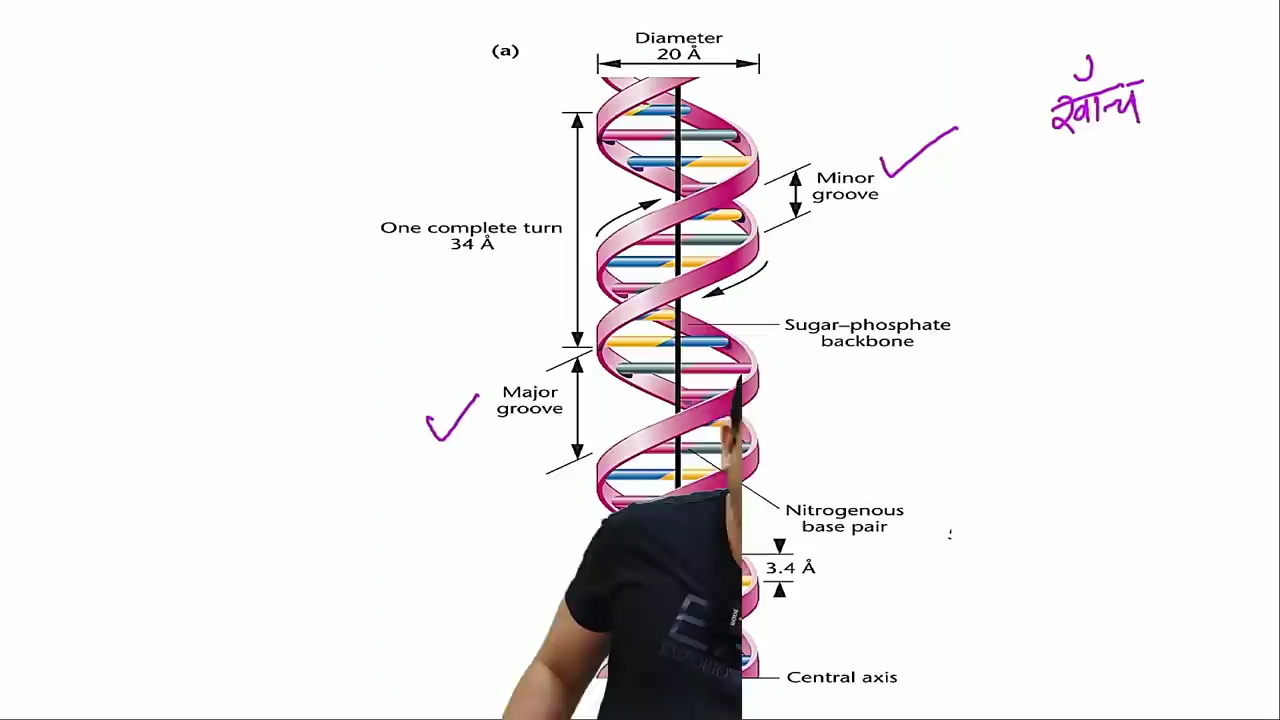 Diameter
(a)
20 Å
खाच
Minor
groove
One complete turn
34 Å
Sugar–phosphate
backbone
Major
groove
Nitrogenous
base pair
3.4 Å
Central axis